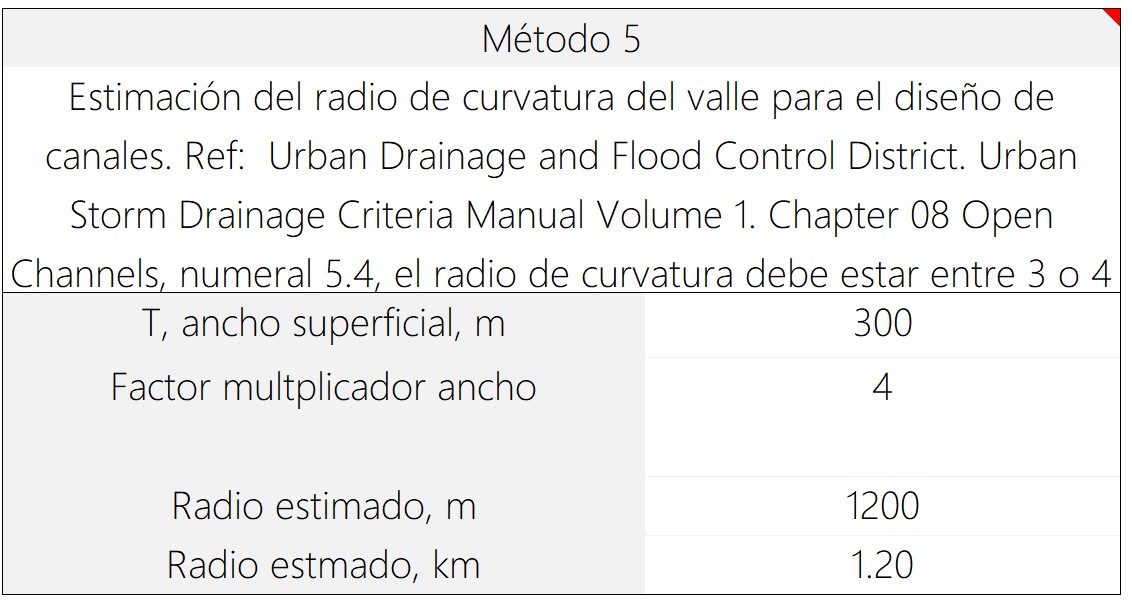 Método 5
Estimación del radio de curvatura del valle para el diseño de
canales. Ref:  Urban Drainage and Flood Control District. Urban
Storm Drainage Criteria Manual Volume 1. Chapter 08 Open
Channels, numeral 5.4, el radio de curvatura debe estar entre 3 o 4
T, ancho superficial, m 300
Factor multplicador ancho 4
Radio estimado, m 1200
Radio estmado, km 1.20